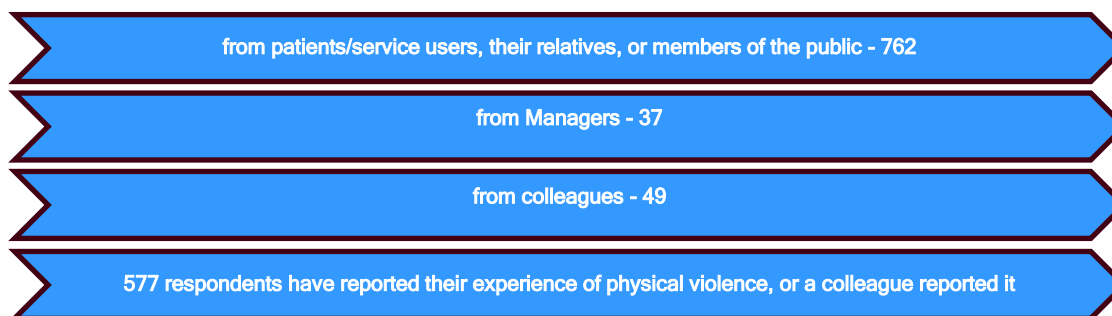 from patients/service users, their relatives, or members of the public - 762
from Managers - 37
from colleagues - 49
577 respondents have reported their experience of physical violence, or a colleague reported it